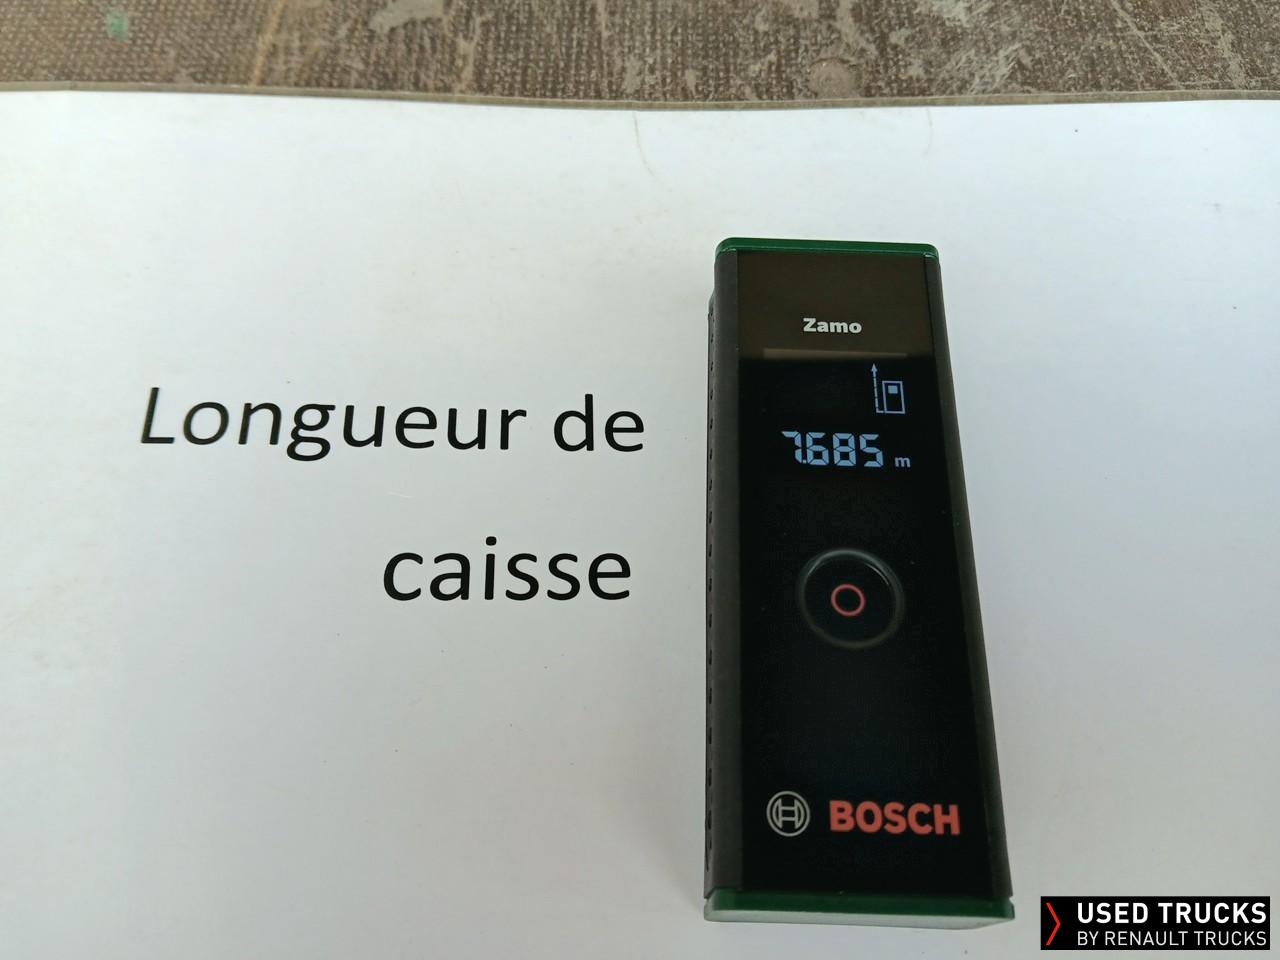 Longueur de
caisse
Zamo
7.685 m
BOSCH
USED TRUCKS
BY RENAULT TRUCKS